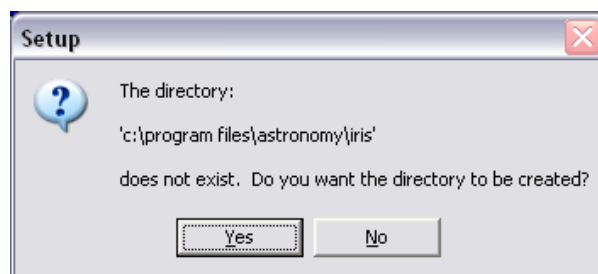 Setup
The directory:
'c:\program files\astronomy\iris'
does not exist.  Do you want the directory to be created?
Yes
No